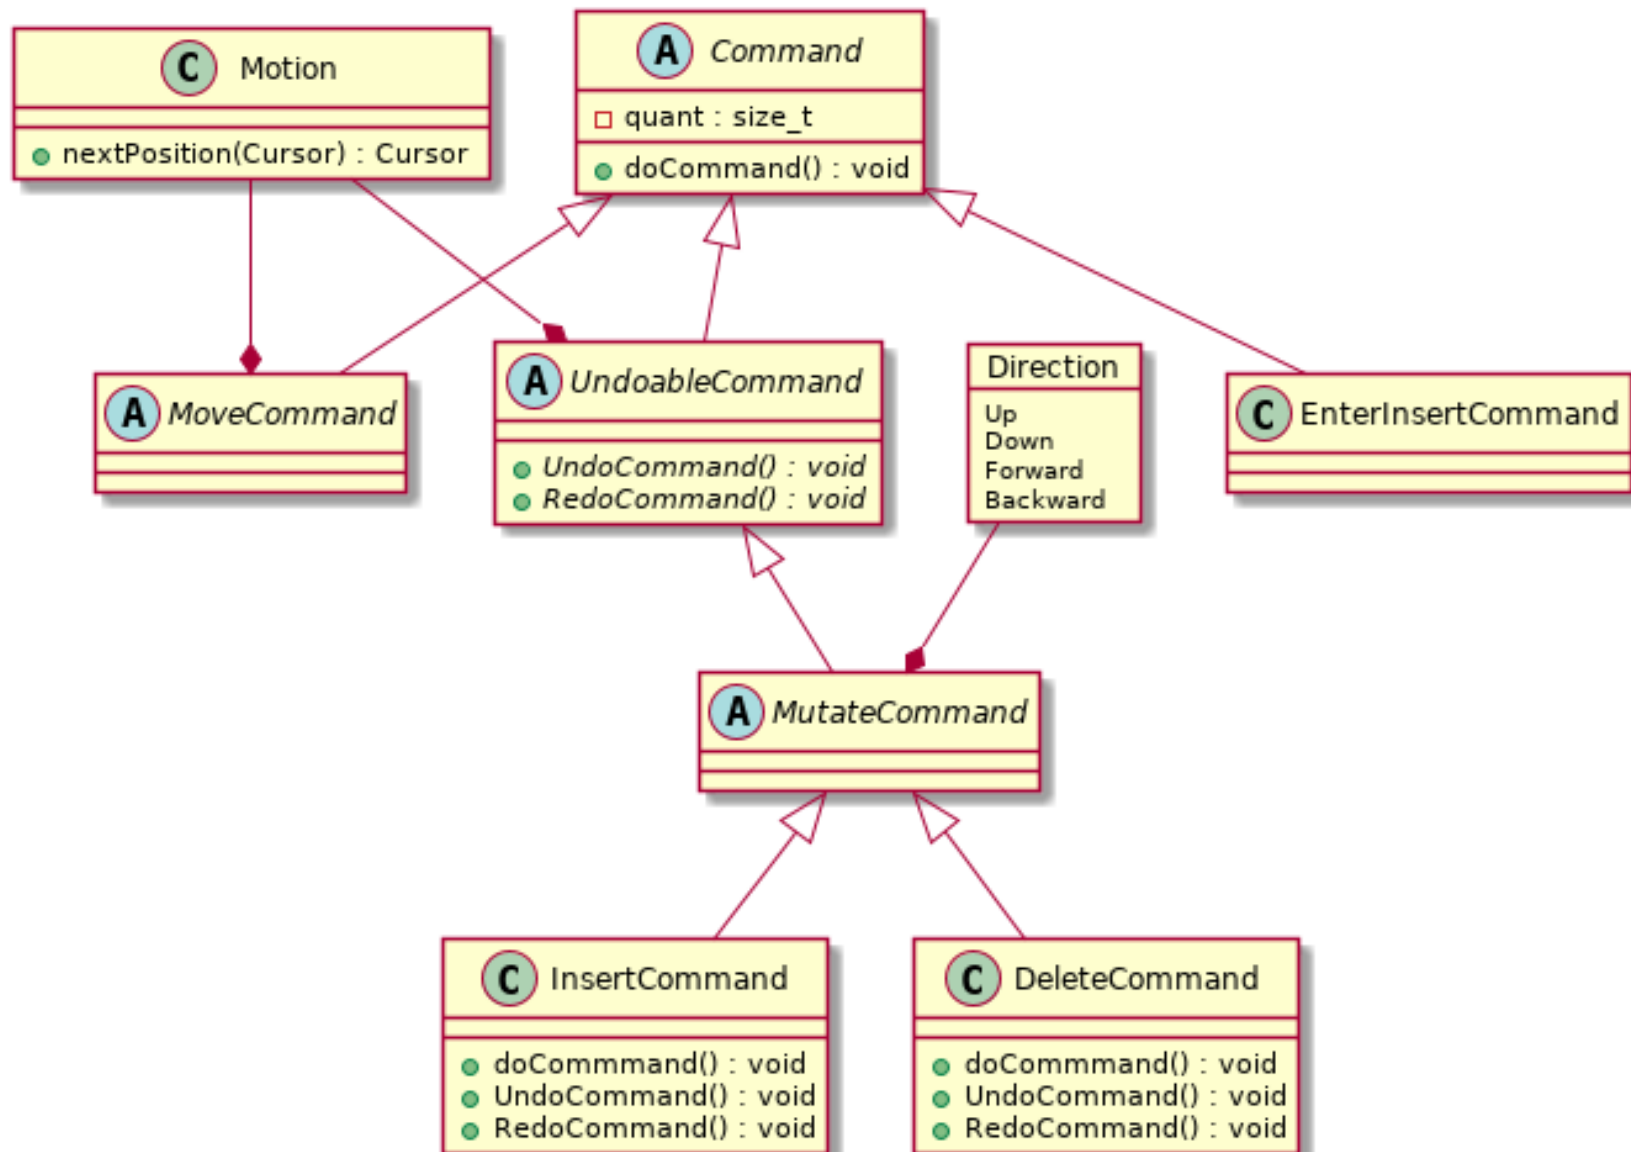 C Motion
nextPosition(Cursor) : Cursor
A Command
quant : size_t
doCommand() : void
A MoveCommand
A UndoableCommand
UndoCommand() : void
RedoCommand() : void
Direction
Up
Down
Forward
Backward
C EnterInsertCommand
A MutateCommand
C InsertCommand
doCommmand() : void
UndoCommand() : void
RedoCommand() : void
C DeleteCommand
doCommmand() : void
UndoCommand() : void
RedoCommand() : void